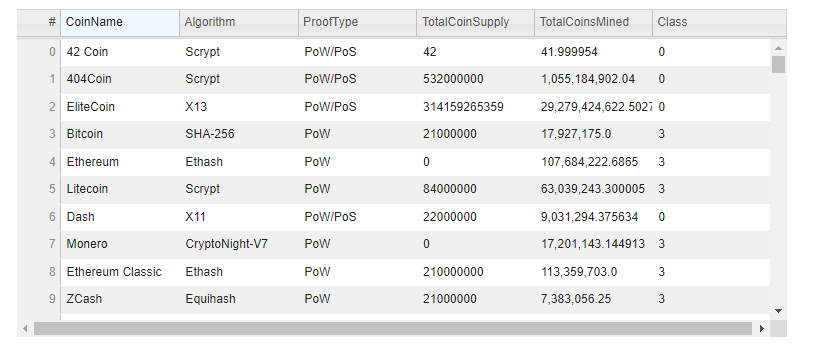 # CoinName Algorithm ProofType TotalCoinSupply TotalCoinsMined Class
0 42 Coin Scrypt PoW/PoS 42 41.999954 0
1 404Coin Scrypt PoW/PoS 532000000 1,055,184,902.04 0
2 EliteCoin X13 PoW/PoS 314159265359 29,279,424,622.5027 0
3 Bitcoin SHA-256 PoW 21000000 17,927,175.0 3
4 Ethereum Ethash PoW 0 107,684,222.6865 3
5 Litecoin Scrypt PoW 84000000 63,039,243.300005 3
6 Dash X11 PoW/PoS 22000000 9,031,294.375634 0
7 Monero CryptoNight-V7 PoW 0 17,201,143.144913 3
8 Ethereum Classic Ethash PoW 210000000 113,359,703.0 3
9 ZCash Equihash PoW 21000000 7,383,056.25 3